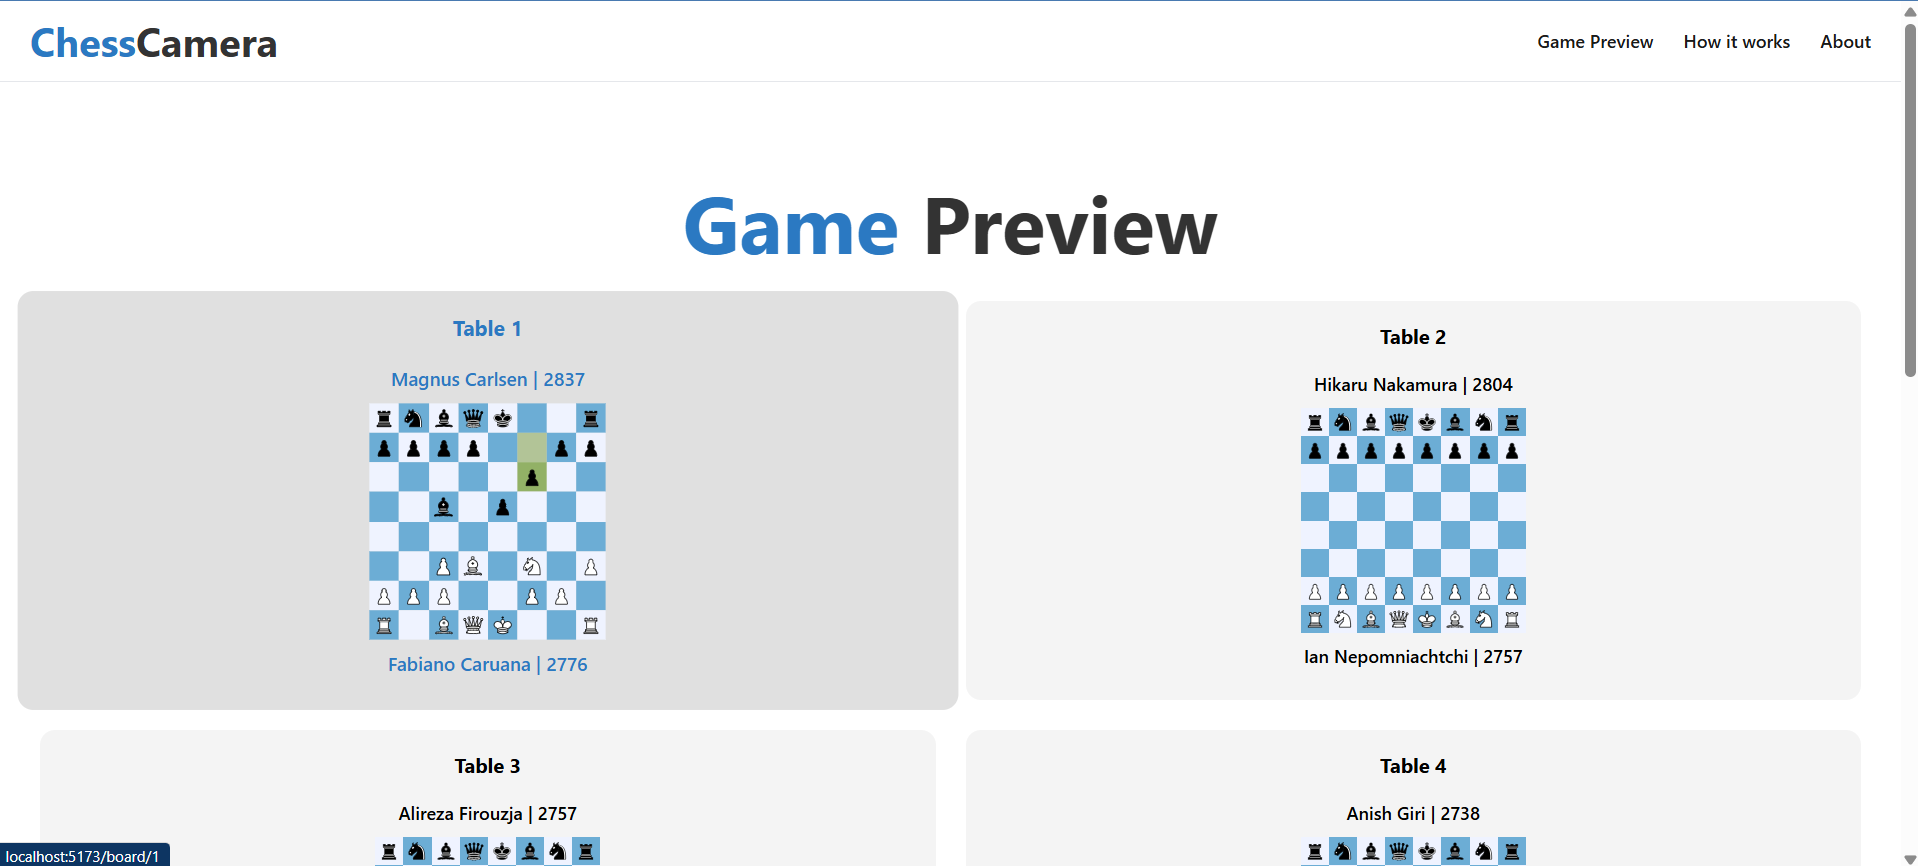 ChessCamera
Game Preview How it works About
Game Preview
Table 1
Magnus Carlsen | 2837
Fabiano Caruana | 2776
Table 2
Hikaru Nakamura | 2804
Ian Nepomniachtchi | 2757
Table 3
Alireza Firouzja | 2757
Table 4
Anish Giri | 2738
localhost:5173/board/1